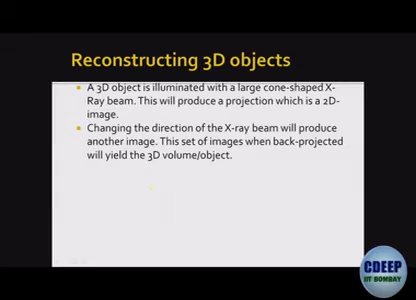 Reconstructing 3D objects
A 3D object is illuminated with a large cone-shaped X-
Ray beam. This will produce a projection which is a 2D-
image.
Changing the direction of the X-ray beam will produce
another image. This set of images when back-projected
will yield the 3D volume/object.
CDEEP
IIT BOMBAY